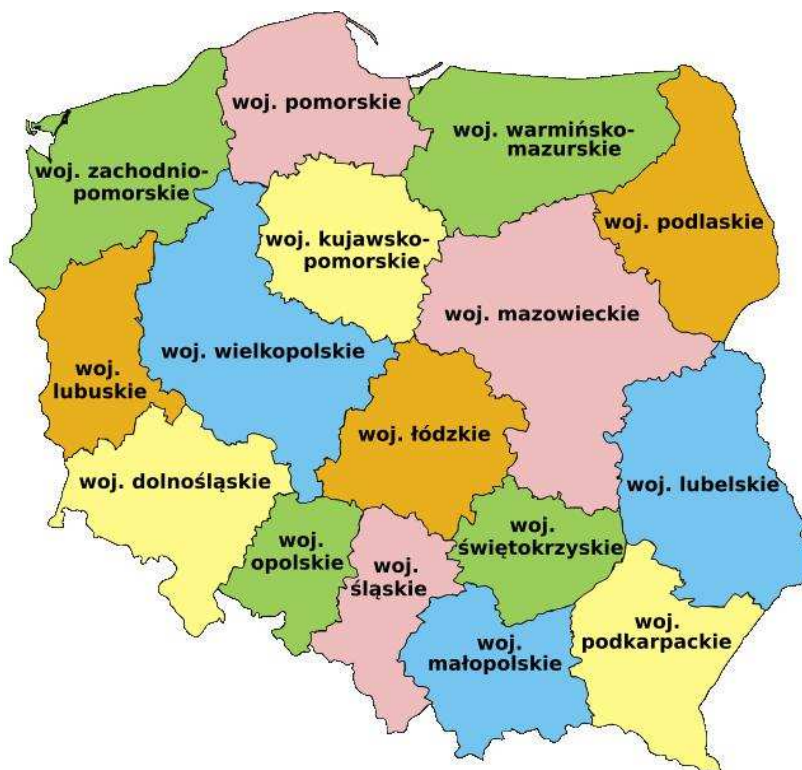 woj. pomorskie
woj. warmińsko-
mazurskie
woj. zachodnio-
pomorskie
woj. podlaskie
woj. kujawsko-
pomorskie
woj. mazowieckie
woj. wielkopolskie
woj.
lubuskie
woj. łódzkie
woj. dolnośląskie
woj. lubelskie
woj.
opolskie
woj.
świętokrzyskie
woj.
śląskie
woj.
małopolskie
woj.
podkarpackie